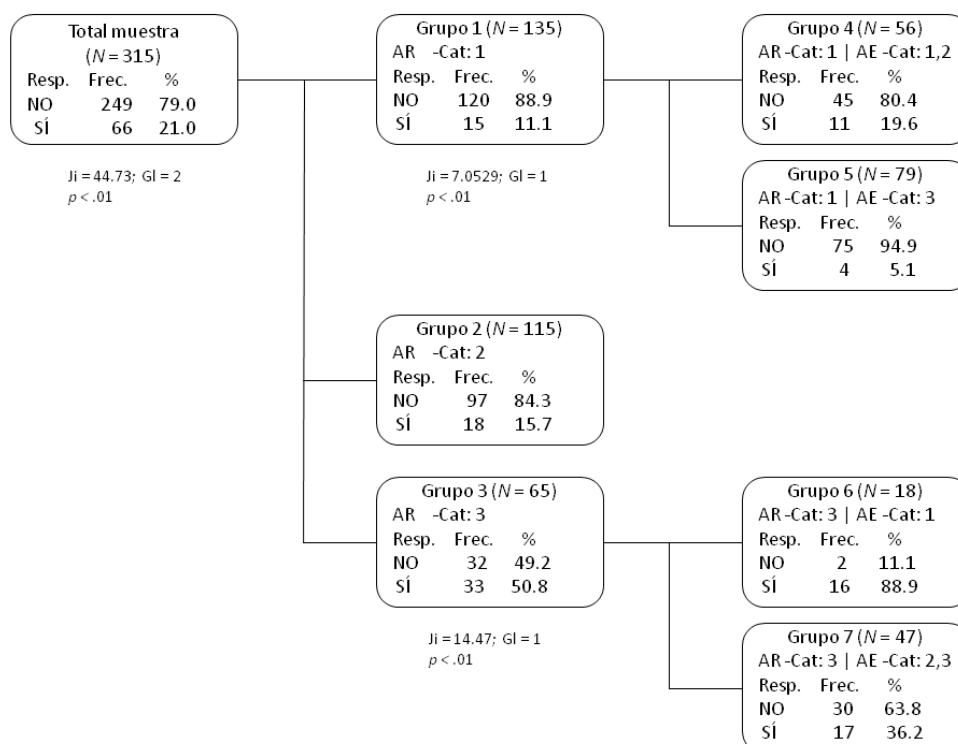 Total muestra
(N = 315)
Resp. Frec. %
NO 249 79.0
SÍ 66 21.0
Ji = 44.73; Gl = 2
p < .01
Grupo 1 (N = 135)
AR -Cat: 1
Resp. Frec. %
NO 120 88.9
SÍ 15 11.1
Ji = 7.0529; Gl = 1
p < .01
Grupo 2 (N = 115)
AR -Cat: 2
Resp. Frec. %
NO 97 84.3
SÍ 18 15.7
Grupo 3 (N = 65)
AR -Cat: 3
Resp. Frec. %
NO 32 49.2
SÍ 33 50.8
Ji = 14.47; Gl = 1
p < .01
Grupo 4 (N = 56)
AR -Cat: 1 | AE -Cat: 1,2
Resp. Frec. %
NO 45 80.4
SÍ 11 19.6
Grupo 5 (N = 79)
AR -Cat: 1 | AE -Cat: 3
Resp. Frec. %
NO 75 94.9
SÍ 4 5.1
Grupo 6 (N = 18)
AR -Cat: 3 | AE -Cat: 1
Resp. Frec. %
NO 2 11.1
SÍ 16 88.9
Grupo 7 (N = 47)
AR -Cat: 3 | AE -Cat: 2,3
Resp. Frec. %
NO 30 63.8
SÍ 17 36.2